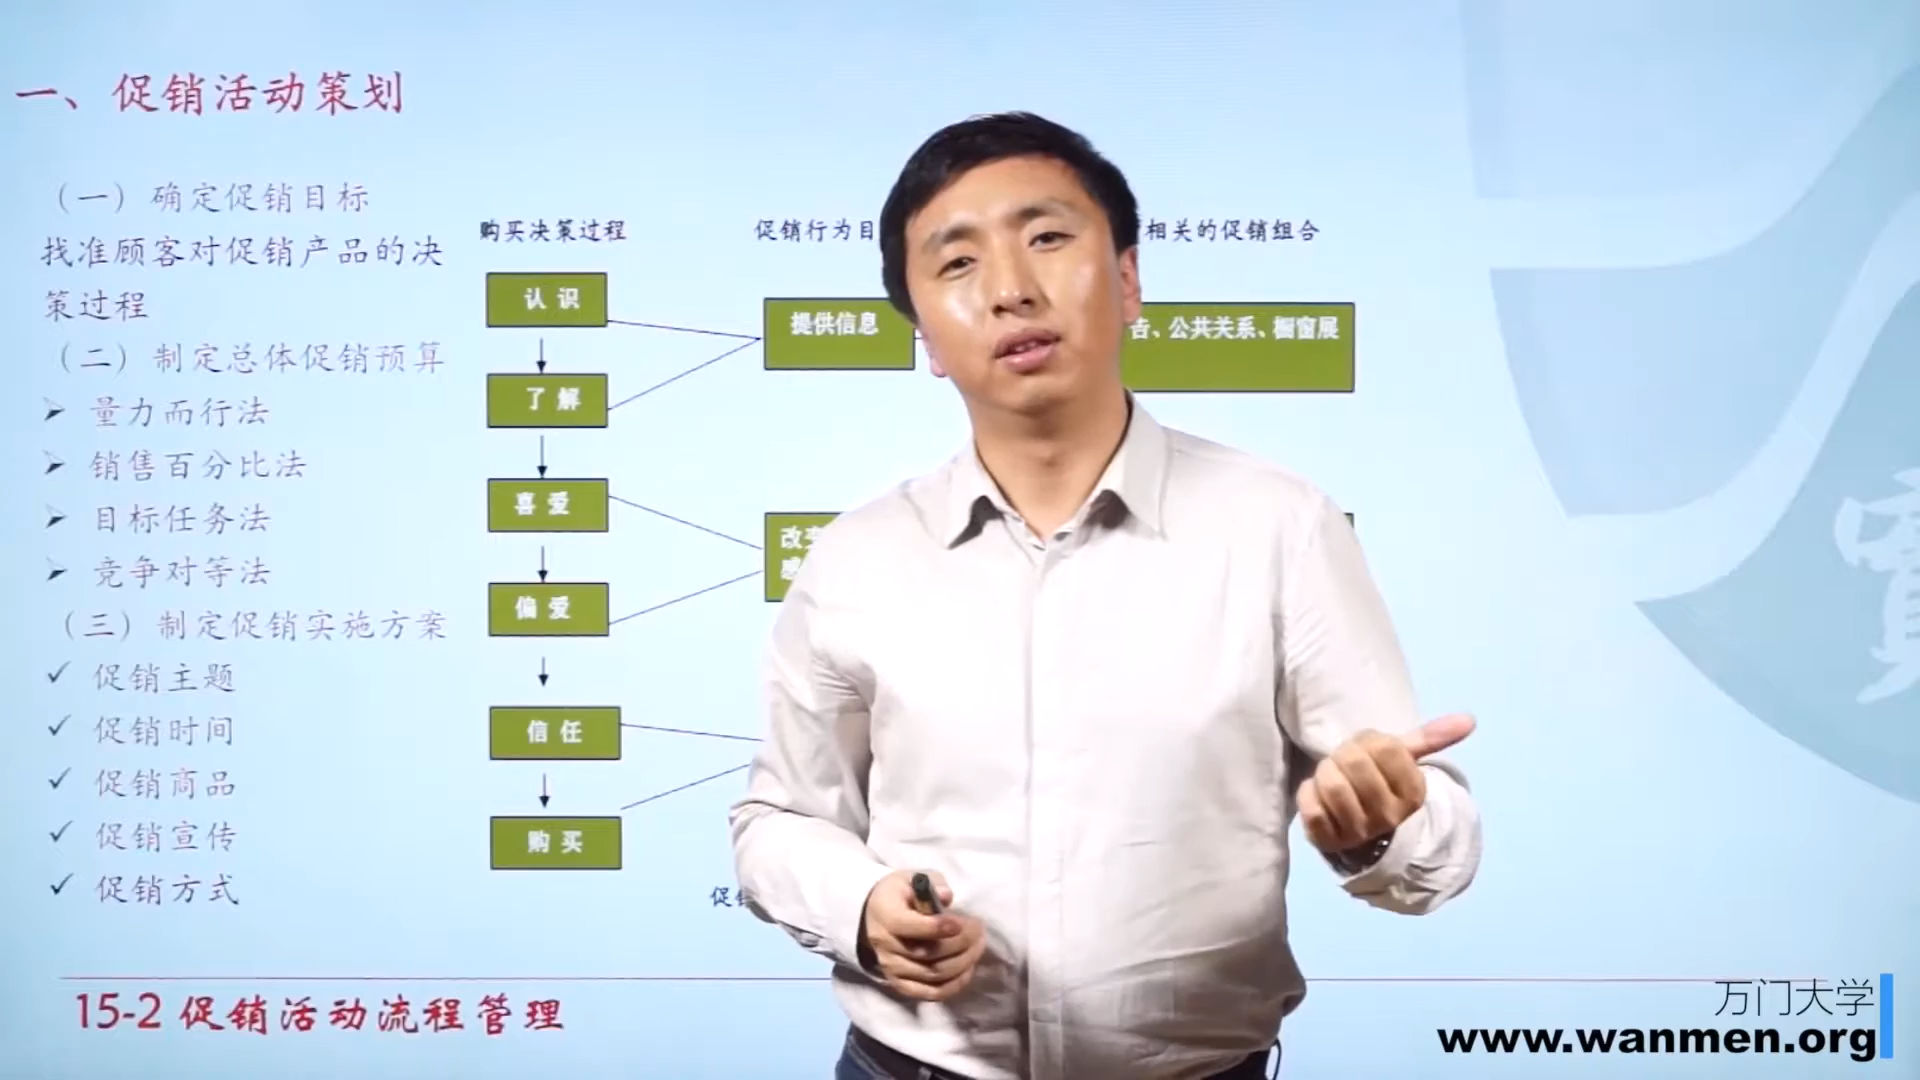 一、促销活动策划
（一）确定促销目标
找准顾客对促销产品的决
策过程
（二）制定总体促销预算
➢ 量力而行法
➢ 销售百分比法
➢ 目标任务法
➢ 竞争对等法
（三）制定促销实施方案
✓ 促销主题
✓ 促销时间
✓ 促销商品
✓ 促销宣传
✓ 促销方式
购买决策过程
促销行为目
相关的促销组合
认 识
了 解
喜 爱
偏 爱
信 任
购 买
提供信息
告、公共关系、橱窗展
改变
感
促
15-2 促销活动流程管理
万门大学
www.wanmen.org